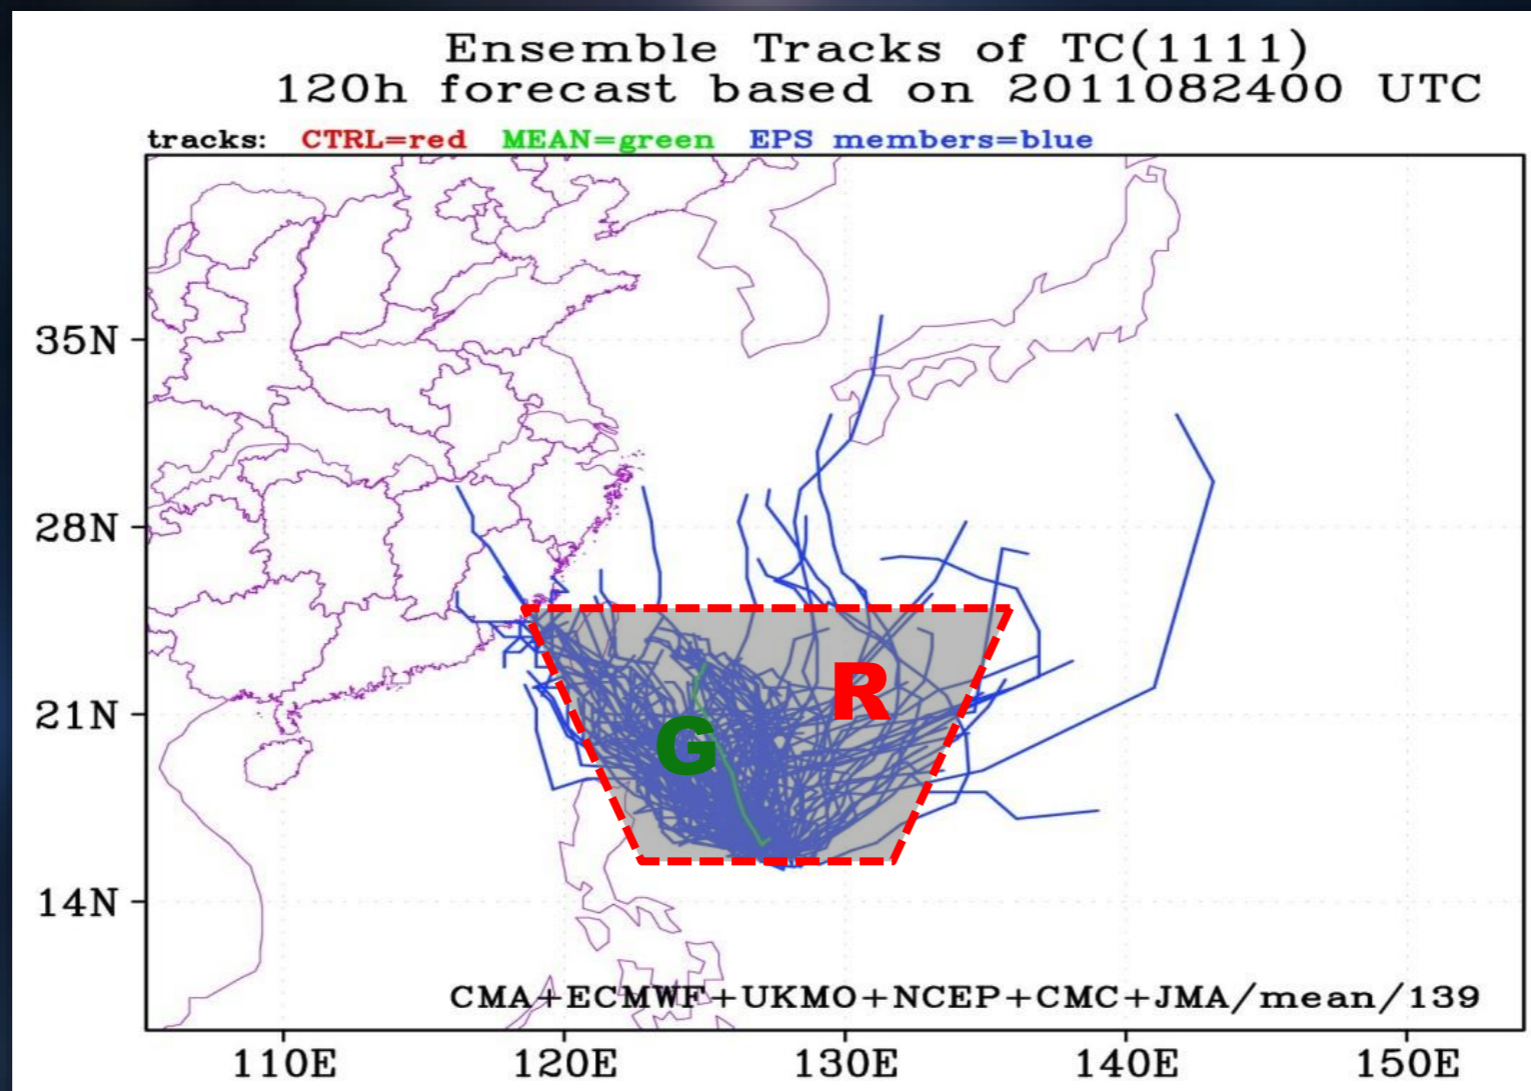 Ensemble Tracks of TC(1111)
120h forecast based on 2011082400 UTC
tracks: CTRL=red MEAN=green EPS members=blue
35N
28N
21N
14N
R
G
CMA+ECMWF+UKMO+NCEP+CMC+JMA/mean/139
110E 120E 130E 140E 150E